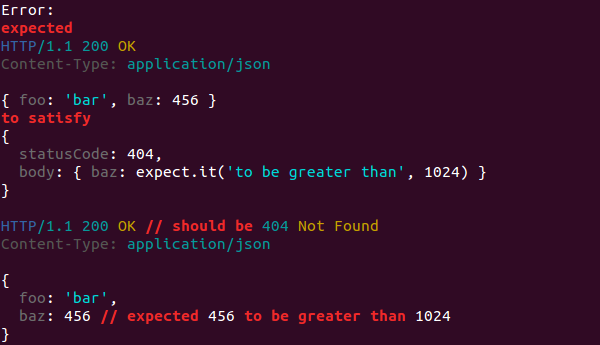 Error:
expected
HTTP/1.1 200 OK
Content-Type: application/json
{ foo: 'bar', baz: 456 }
to satisfy
{
statusCode: 404,
body: { baz: expect.it('to be greater than', 1024) }
}
HTTP/1.1 200 OK // should be 404 Not Found
Content-Type: application/json
{
foo: 'bar',
baz: 456 // expected 456 to be greater than 1024
}